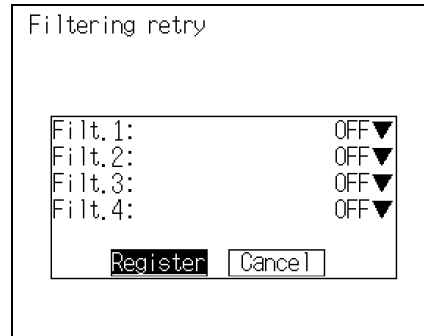 Filtering retry
Filt.1: OFF▼
Filt.2: OFF▼
Filt.3: OFF▼
Filt.4: OFF▼
Register Cancel